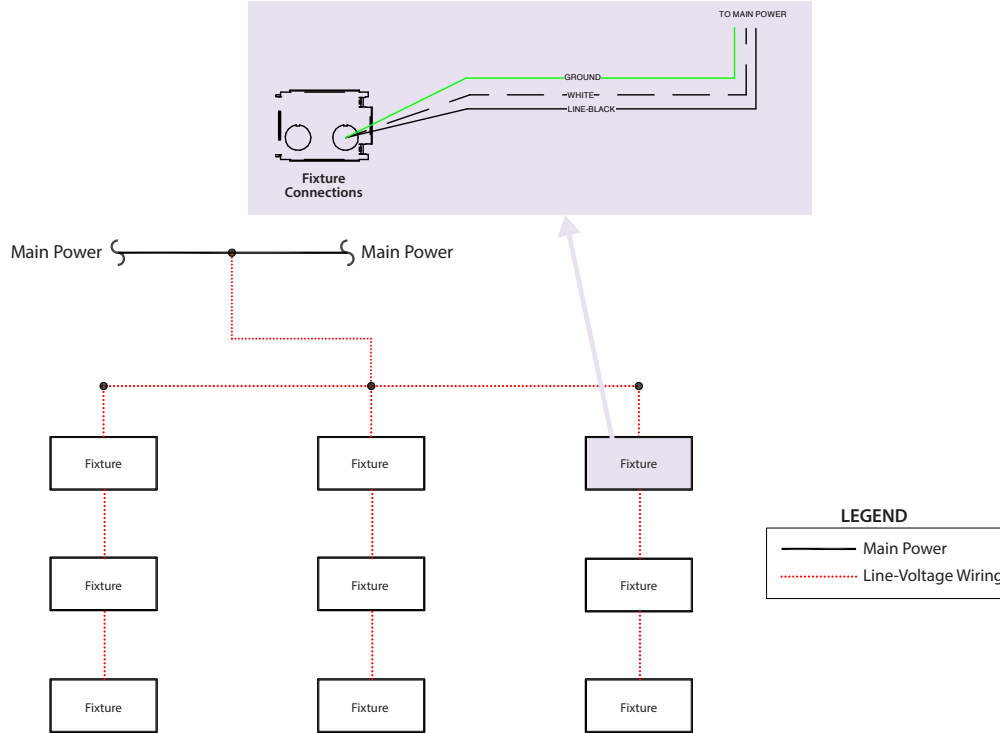 TO MAIN POWER
GROUND
WHITE
LINE-BLACK
Fixture
Connections
Main Power
Main Power
Fixture
Fixture
Fixture
Fixture
Fixture
Fixture
Fixture
Fixture
Fixture
LEGEND
Main Power
Line-Voltage Wiring